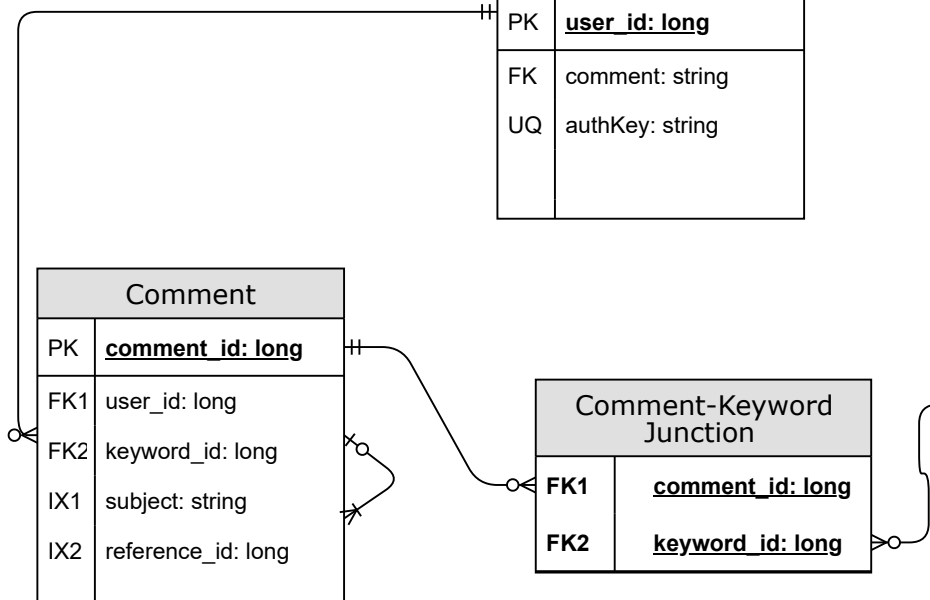 PK user_id: long
FK comment: string
UQ authKey: string
Comment
PK comment_id: long
FK1 user_id: long
FK2 keyword_id: long
IX1 subject: string
IX2 reference_id: long
Comment-Keyword
Junction
FK1 comment_id: long
FK2 keyword_id: long